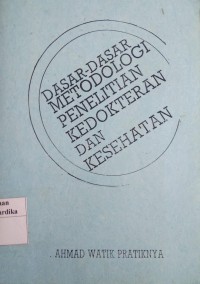 DASAR-DASAR
METODOLOGI
PENELITIAN
KEDOKTERAN
DAN
KESEHATAN
. AHMAD WATIK PRATIKNYA